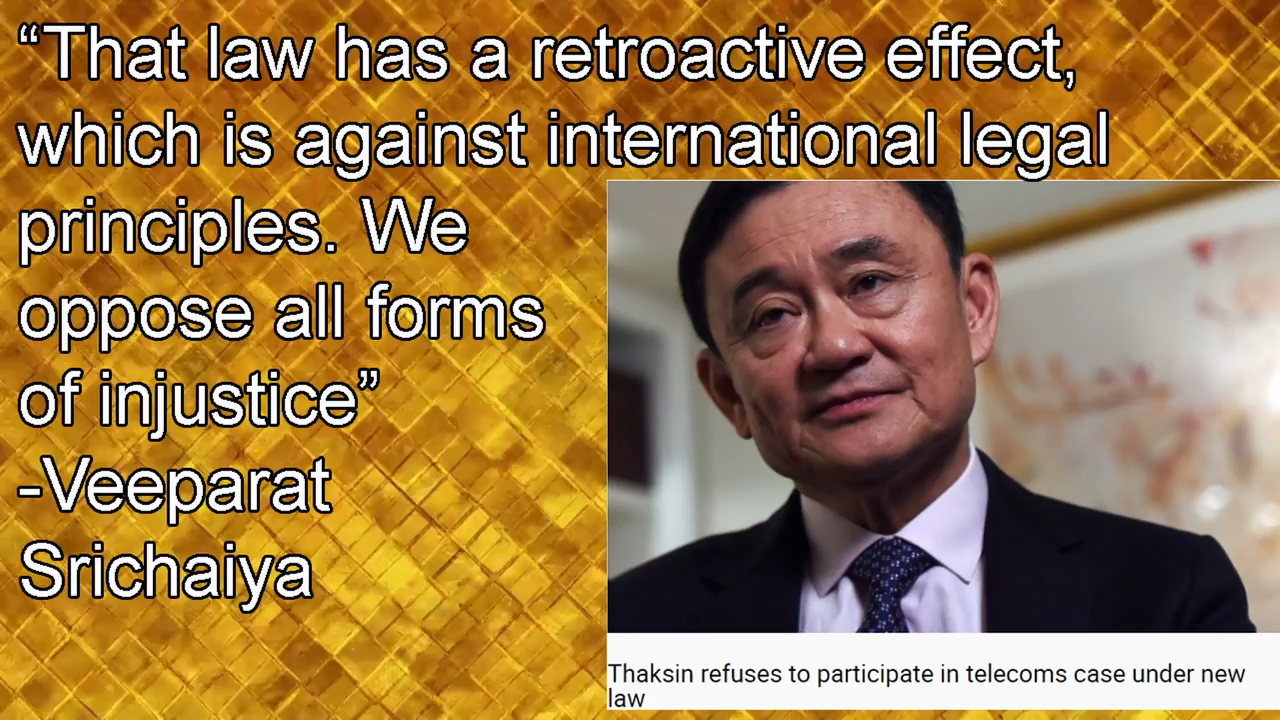 “That law has a retroactive effect,
which is against international legal
principles. We
oppose all forms
of injustice”
-Veeparat
Srichaiya
Thaksin refuses to participate in telecoms case under new
law